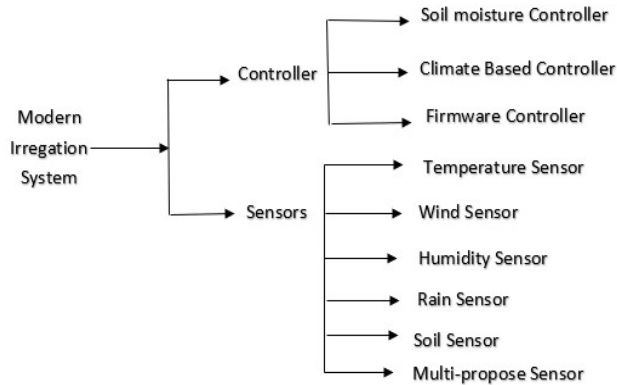 Modern
Irregation
System
Controller
Soil moisture Controller
Climate Based Controller
Firmware Controller
Sensors
Temperature Sensor
Wind Sensor
Humidity Sensor
Rain Sensor
Soil Sensor
Multi-propose Sensor